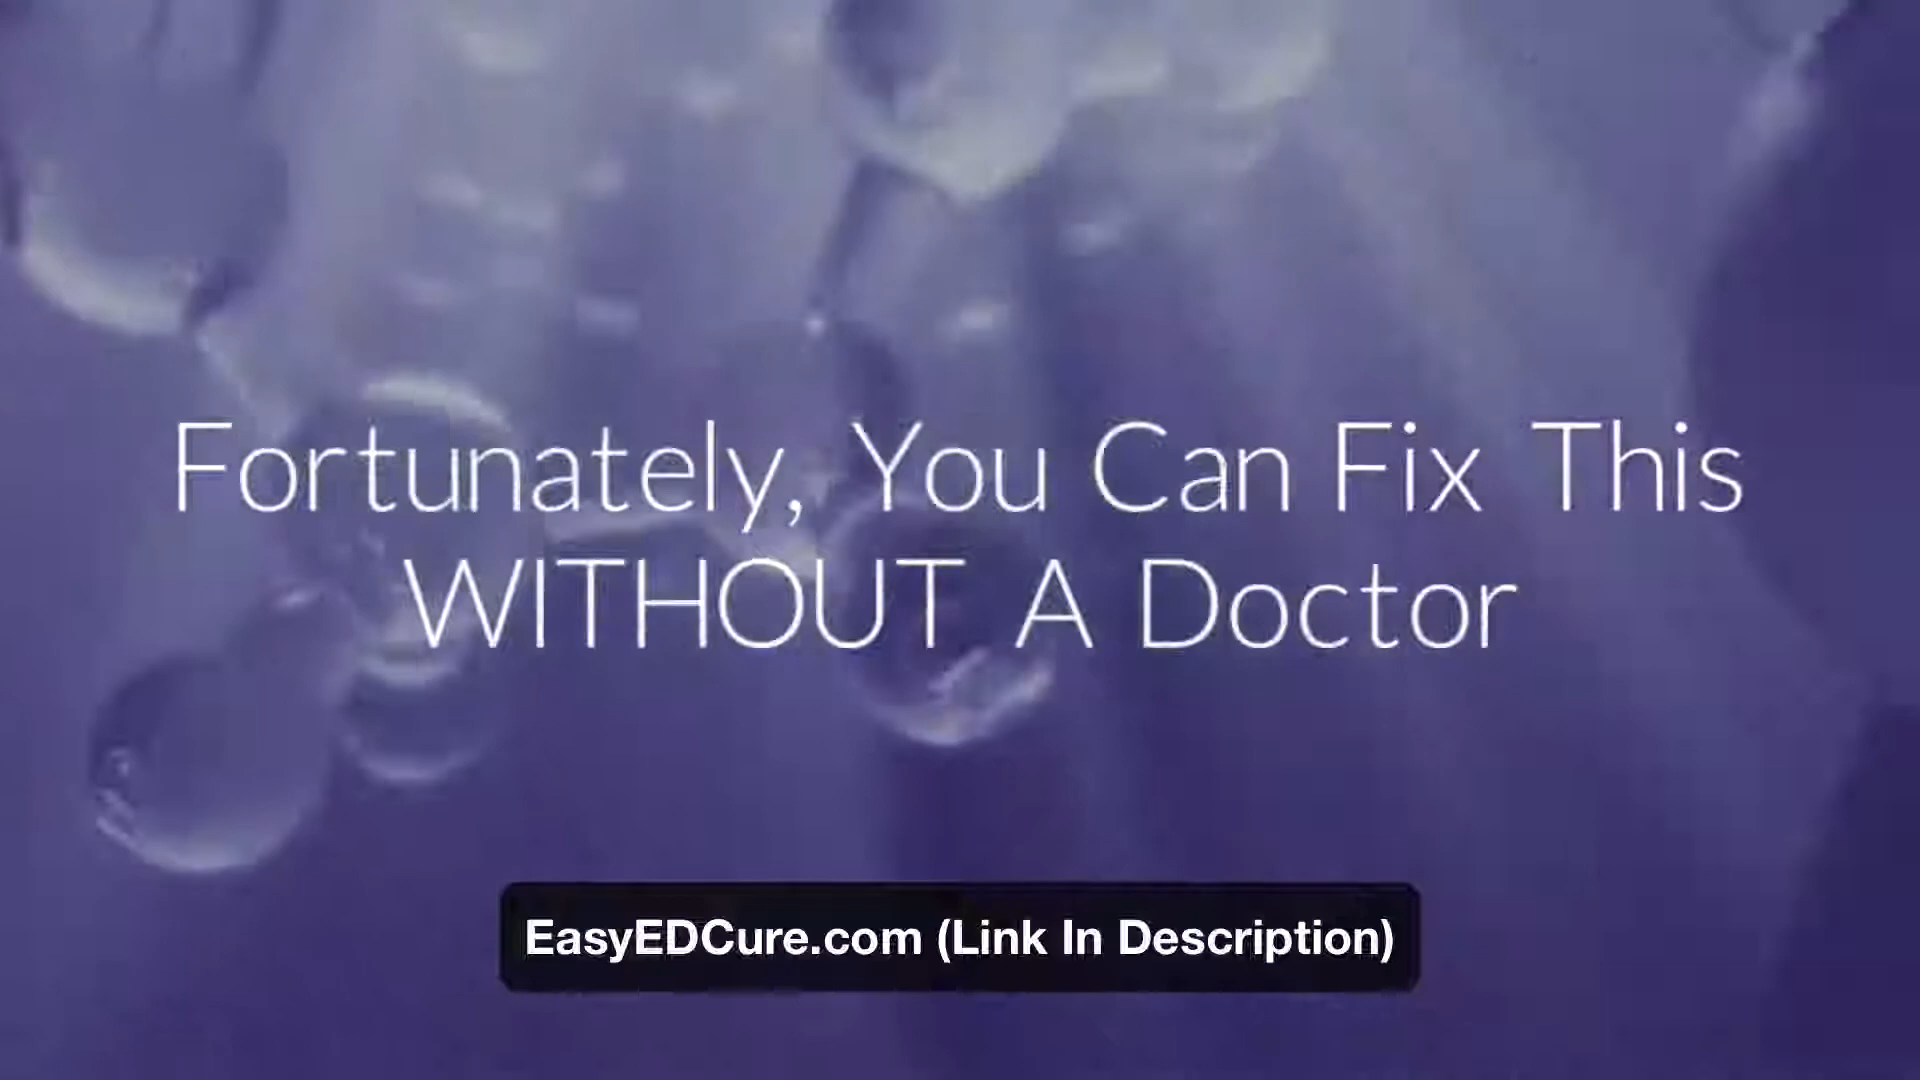 Fortunately, You Can Fix This
WITHOUT A Doctor
EasyEDCure.com (Link In Description)